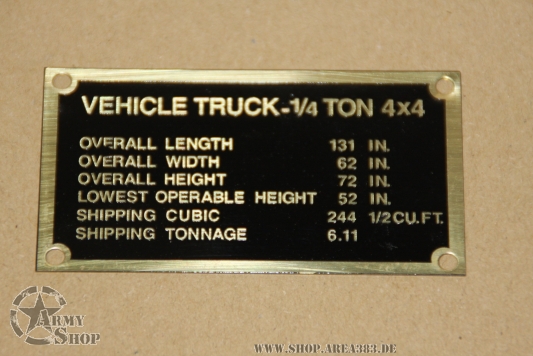 VEHICLE TRUCK-1/4 TON 4x4
OVERALL LENGTH 131 IN.
OVERALL WIDTH 62 IN.
OVERALL HEIGHT 72 IN.
LOWEST OPERABLE HEIGHT 52 IN.
SHIPPING CUBIC 244 1/2 CU.FT.
SHIPPING TONNAGE 6.11
ARMY
SHOP
WWW.SHOP.AREA383.DE